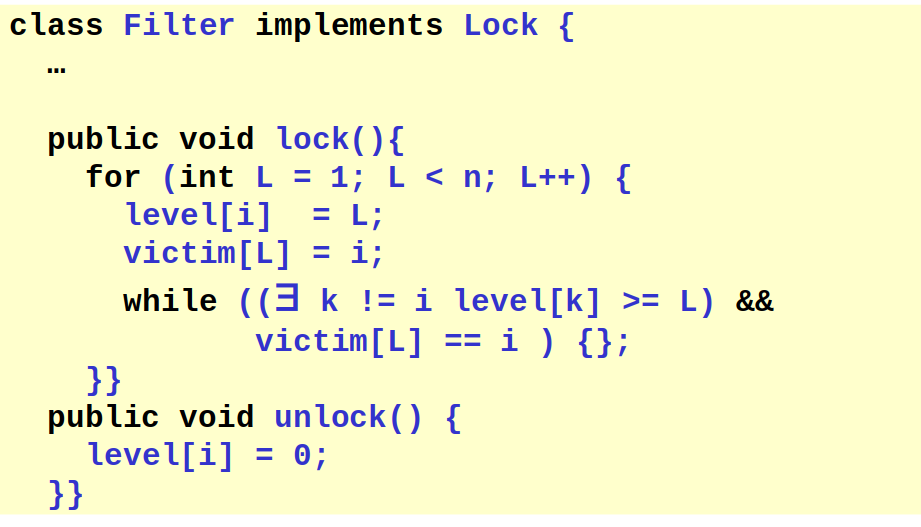 class Filter implements Lock {
…
public void lock(){
for (int L = 1; L < n; L++) {
level[i]  = L;
victim[L] = i;
while ((∃ k != i level[k] >= L) &&
victim[L] == i ) {};
}}
public void unlock() {
level[i] = 0;
}}